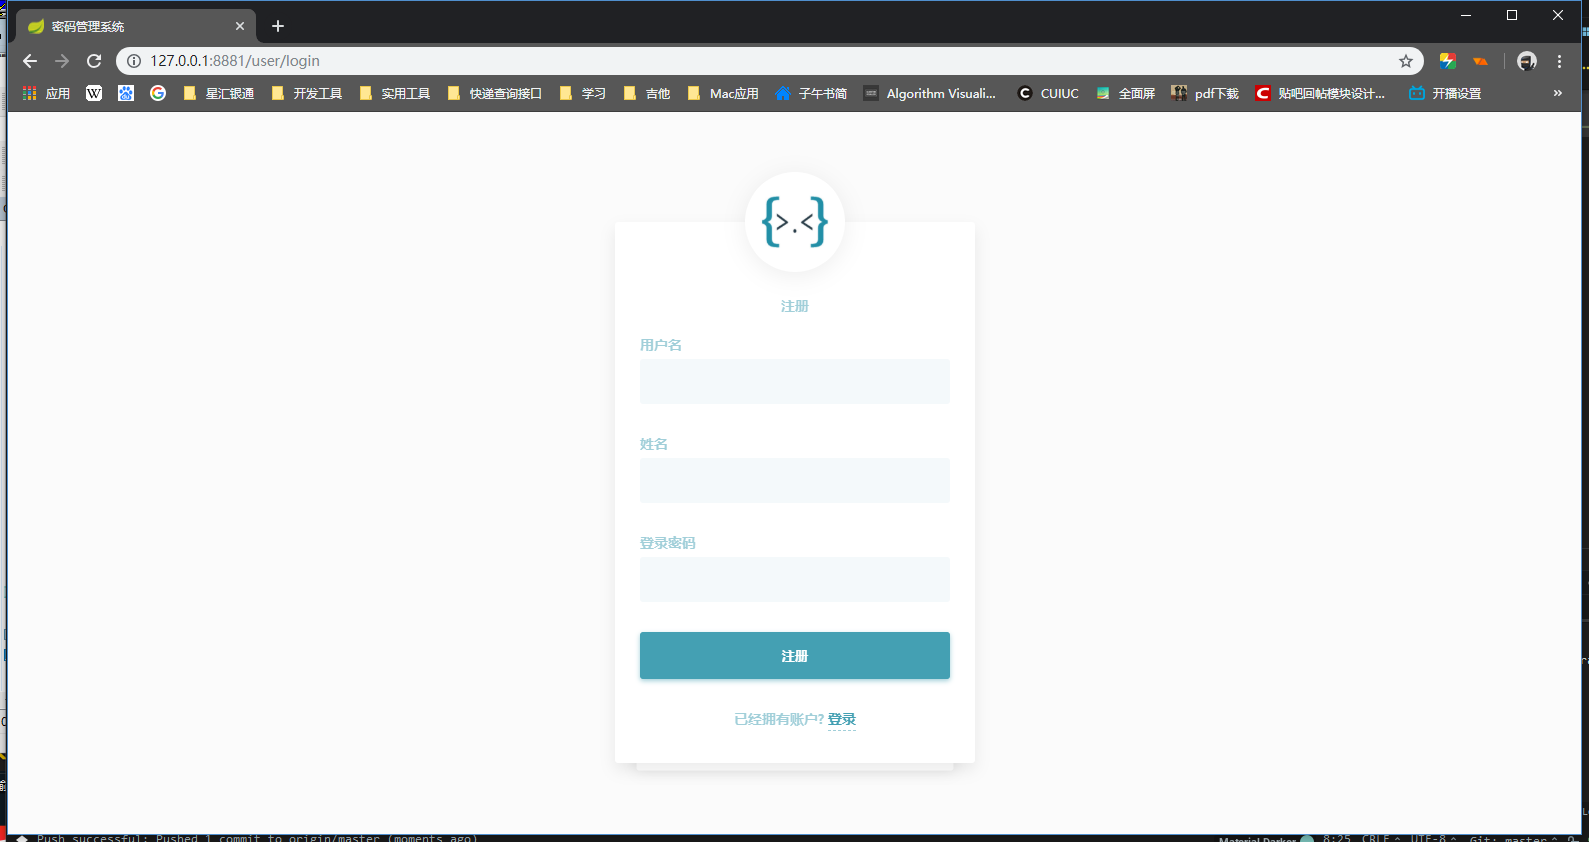 密码管理系统
127.0.0.1:8881/user/login
应用 星汇银通 开发工具 实用工具 快递查询接口 学习 吉他 Mac应用 子午书简 Algorithm Visuali... CUIUC 全面屏 pdf下载 贴吧回帖模块设计... 开播设置 »
{>.<}
注册
用户名
姓名
登录密码
注册
已经拥有账户? 登录
Push successful: Pushed 1 commit to origin/master (moments ago)
Material Darker 8:25 CRLF UTF-8 Git: master